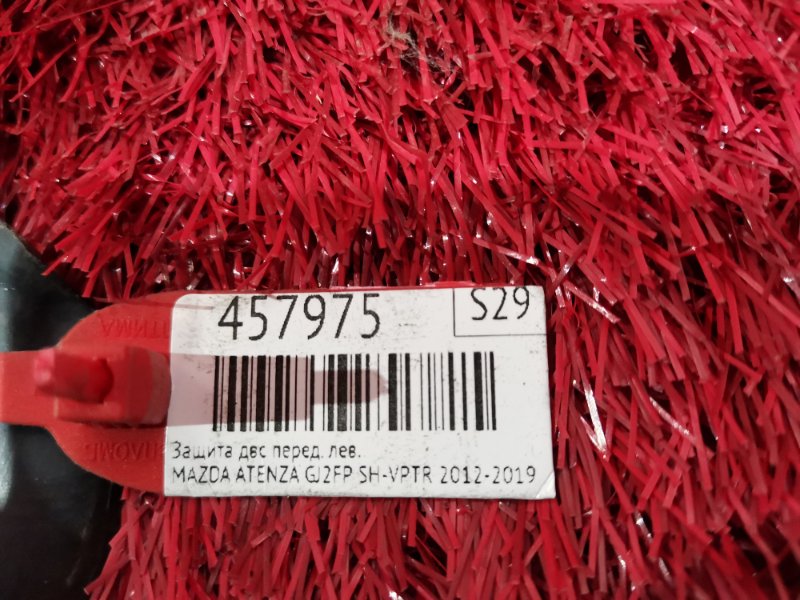 457975
S29
Защита двс перед. лев.
MAZDA ATENZA GJ2FP SH-VPTR 2012-2019